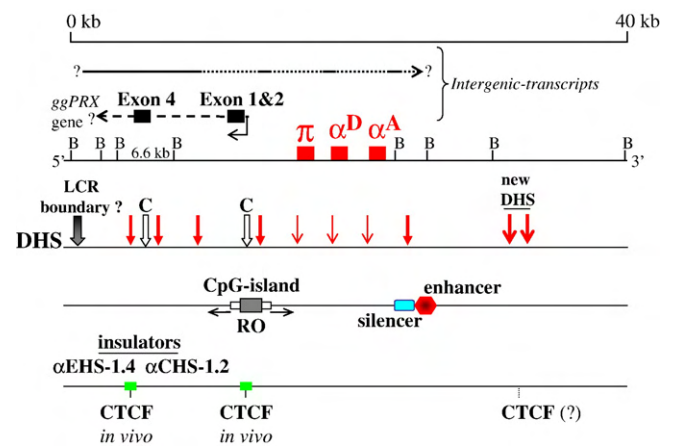 0 kb 40 kb
? ? Intergenic-transcripts
ggPRX Exon 4 Exon 1&2
gene ?
π αD αA
B B B B B B B B
5' 6.6 kb 3'
LCR new
boundary ? C C DHS
DHS
CpG-island enhancer
RO silencer
insulators
αEHS-1.4 αCHS-1.2
CTCF CTCF CTCF (?)
in vivo in vivo